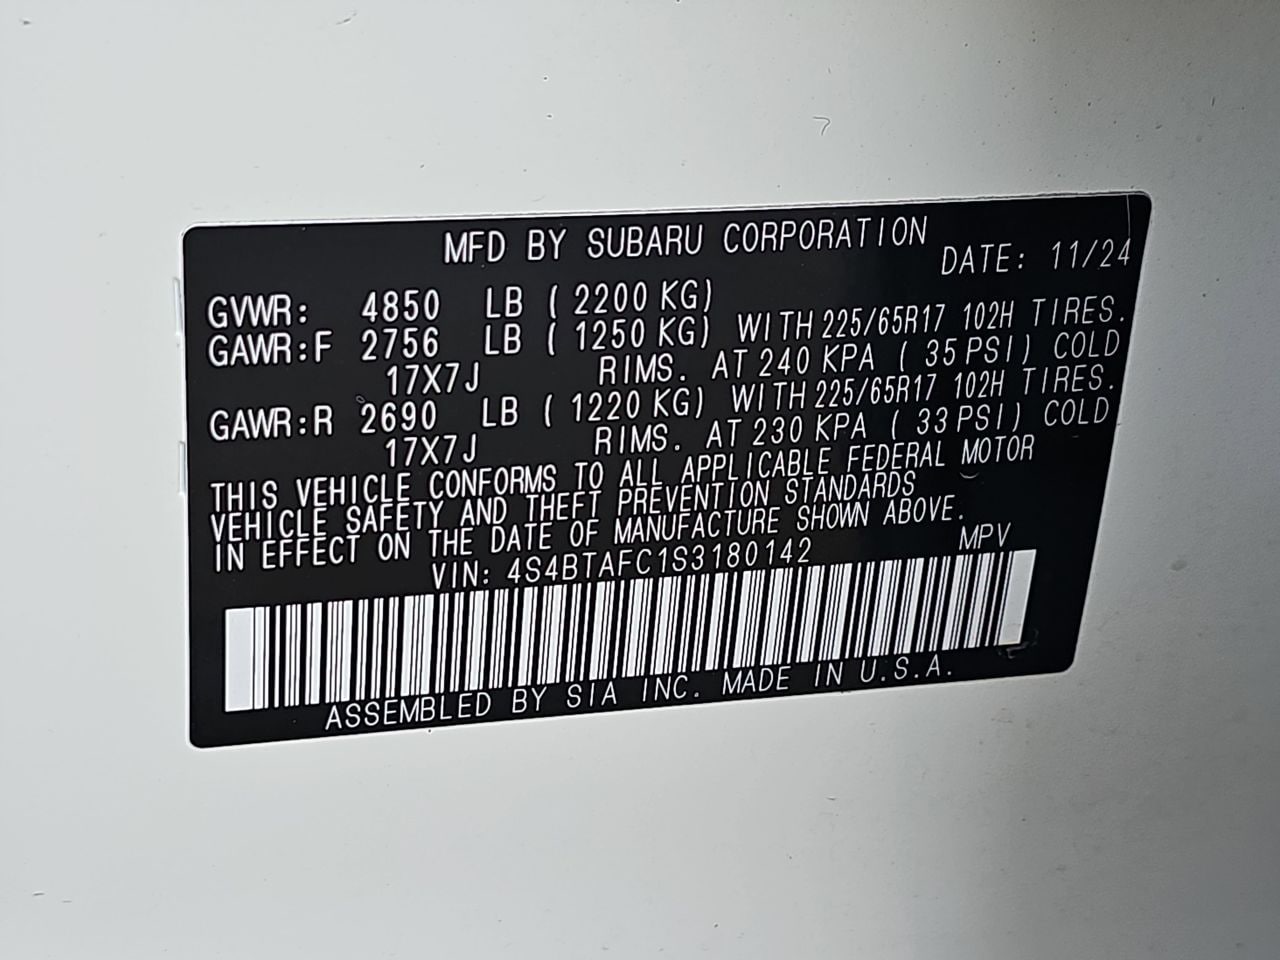 MFD BY SUBARU CORPORATION
DATE: 11/24
GVWR: 4850 LB ( 2200 KG)
GAWR:F 2756 LB ( 1250 KG) WITH 225/65R17 102H TIRES.
17X7J RIMS. AT 240 KPA ( 35 PSI) COLD
GAWR:R 2690 LB ( 1220 KG) WITH 225/65R17 102H TIRES.
17X7J RIMS. AT 230 KPA ( 33 PSI) COLD
THIS VEHICLE CONFORMS TO ALL APPLICABLE FEDERAL MOTOR
VEHICLE SAFETY AND THEFT PREVENTION STANDARDS
IN EFFECT ON THE DATE OF MANUFACTURE SHOWN ABOVE.
VIN: 4S4BTAFC1S3180142 MPV
ASSEMBLED BY SIA INC. MADE IN U.S.A.